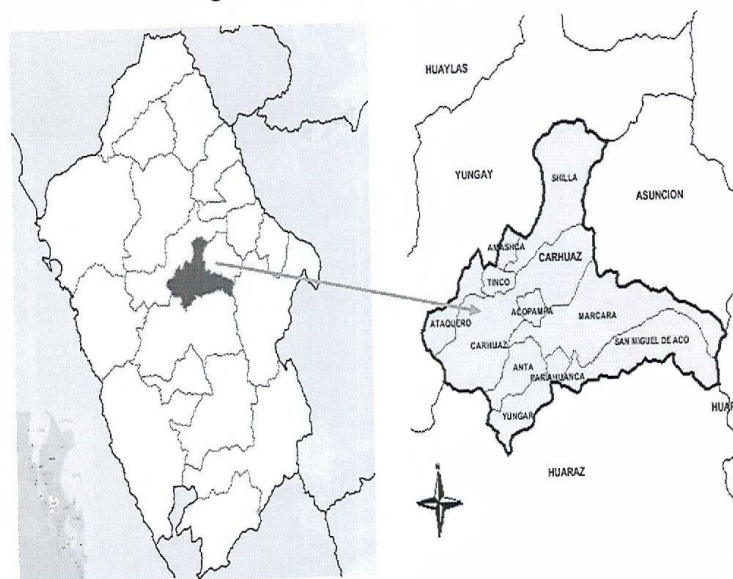 HUAYLAS
YUNGAY
SHILLA
ASUNCION
AMASHCA
CARHUAZ
TINCO
ACOPAMPA
MARCARA
ATAQUERO
CARHUAZ
SAN MIGUEL DE ACO
ANTA
PARIAHUANCA
YUNGAR
HUAR
HUARAZ
N